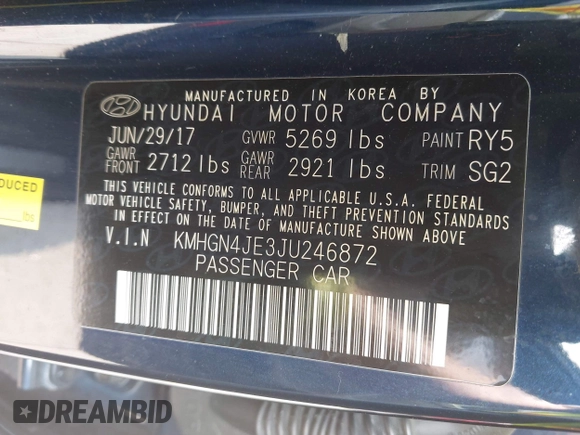 MANUFACTURED IN KOREA BY
HYUNDAI MOTOR COMPANY
JUN/29/17 GVWR 5269 lbs PAINT RY5
GAWR FRONT 2712 lbs GAWR REAR 2921 lbs TRIM SG2
THIS VEHICLE CONFORMS TO ALL APPLICABLE U.S.A. FEDERAL
MOTOR VEHICLE SAFETY, BUMPER, AND THEFT PREVENTION STANDARDS
IN EFFECT ON THE DATE OF MANUFACTURE SHOWN ABOVE
V.I.N KMHGN4JE3JU246872
PASSENGER CAR
DUCED
lbs
DREAMBID